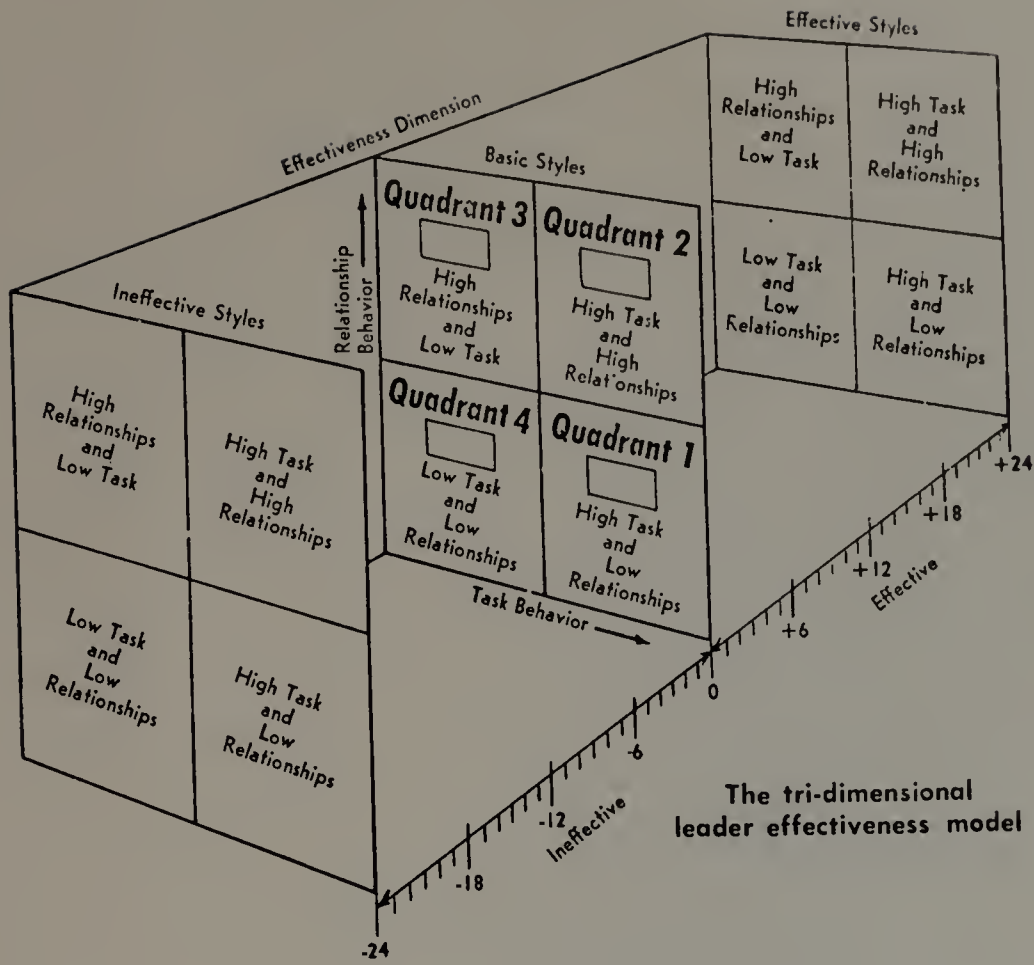 Effective Styles
High
Relationships
and
Low Task
High Task
and
High
Relationships
Low Task
and
Low
Relationships
High Task
and
Low
Relationships
Effectiveness Dimension
Basic Styles
Relationship
Behavior
Quadrant 3
High
Relationships
and
Low Task
Quadrant 2
High Task
and
High
Relationships
Quadrant 4
Low Task
and
Low
Relationships
Quadrant 1
High Task
and
Low
Relationships
Task Behavior
Ineffective Styles
High
Relationships
and
Low Task
High Task
and
High
Relationships
Low Task
and
Low
Relationships
High Task
and
Low
Relationships
+24
+18
+12
+6
Effective
0
-6
-12
-18
-24
Ineffective
The tri-dimensional
leader effectiveness model